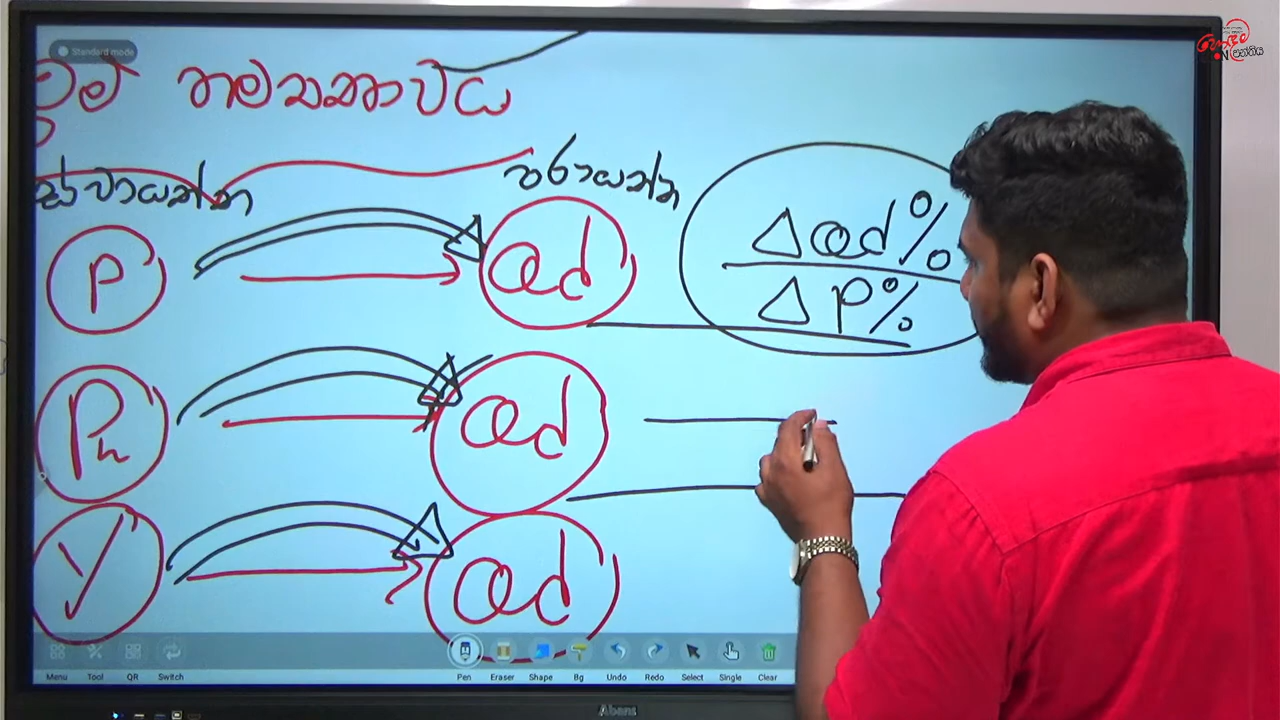 Standard mode
නම්‍යතාවය
ස්වායත්ත පරායත්ත
P Qd ΔQd% / ΔP%
Pn Qd
Y Qd
Menu Tool QR Switch Pen Eraser Shape Bg Undo Redo Select Single Clear
Abans